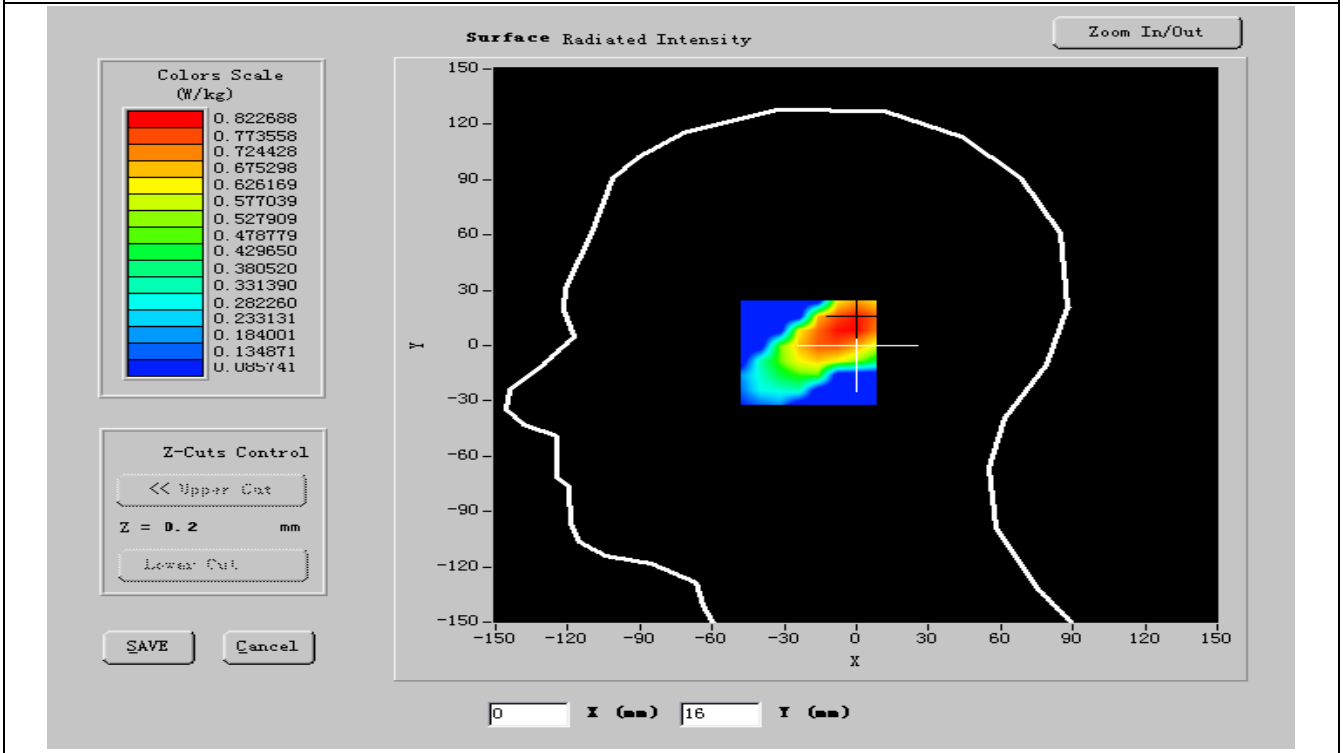 Surface Radiated Intensity
Zoom In/Out
Colors Scale
(W/kg)
0.822688
0.773558
0.724428
0.675298
0.626169
0.577039
0.527909
0.478779
0.429650
0.380520
0.331390
0.282260
0.233131
0.184001
0.134871
0.085741
Z-Cuts Control
<< Upper Cut
Z = 0.2 mm
Lower Cut
SAVE
Cancel
150
120
90
60
30
0
-30
-60
-90
-120
-150
Y
-150 -120 -90 -60 -30 0 30 60 90 120 150
X
0 X (mm) 16 Y (mm)